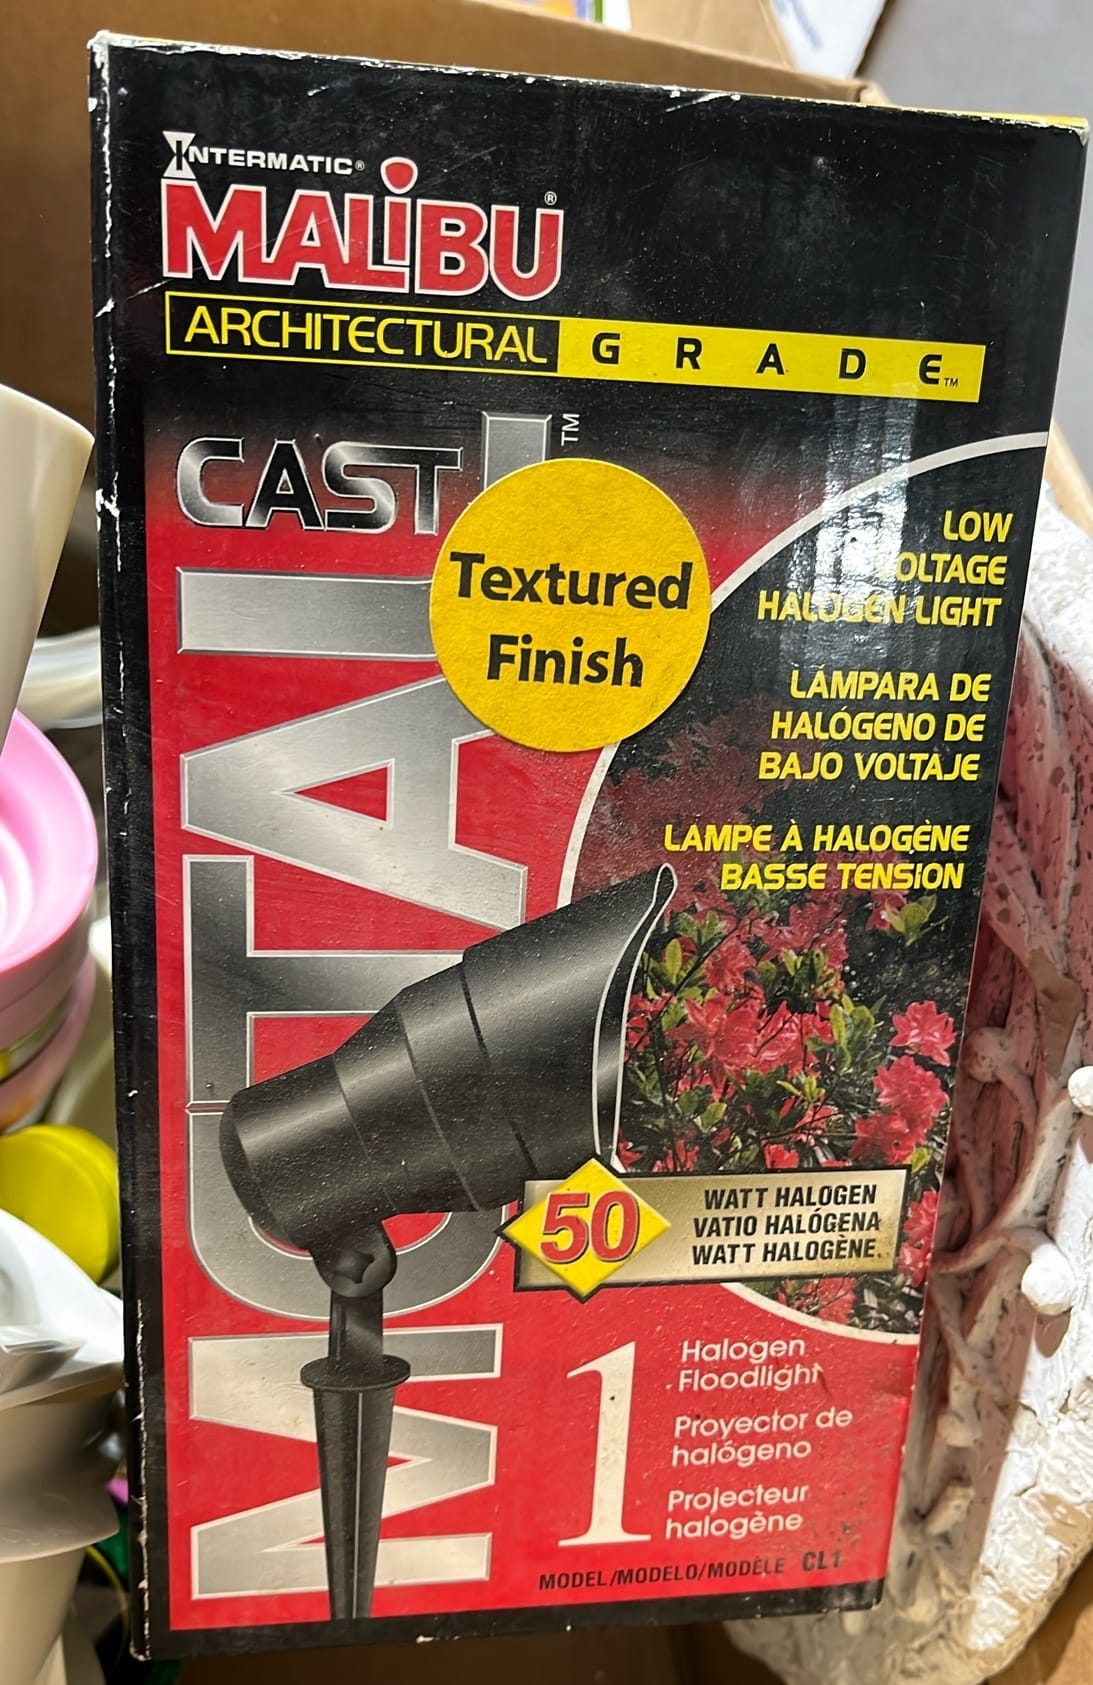 INTERMATIC®
MALiBU®
ARCHITECTURAL GRADE™
CAST
METAL™
Textured
Finish
LOW
VOLTAGE
HALOGEN LIGHT
LÁMPARA DE
HALÓGENO DE
BAJO VOLTAJE
LAMPE À HALOGÈNE
BASSE TENSiON
50
WATT HALOGEN
VATIO HALÓGENA
WATT HALOGÈNE.
1
Halogen
Floodlight
Proyector de
halógeno
Projecteur
halogène
MODEL/MODELO/MODÈLE CL1